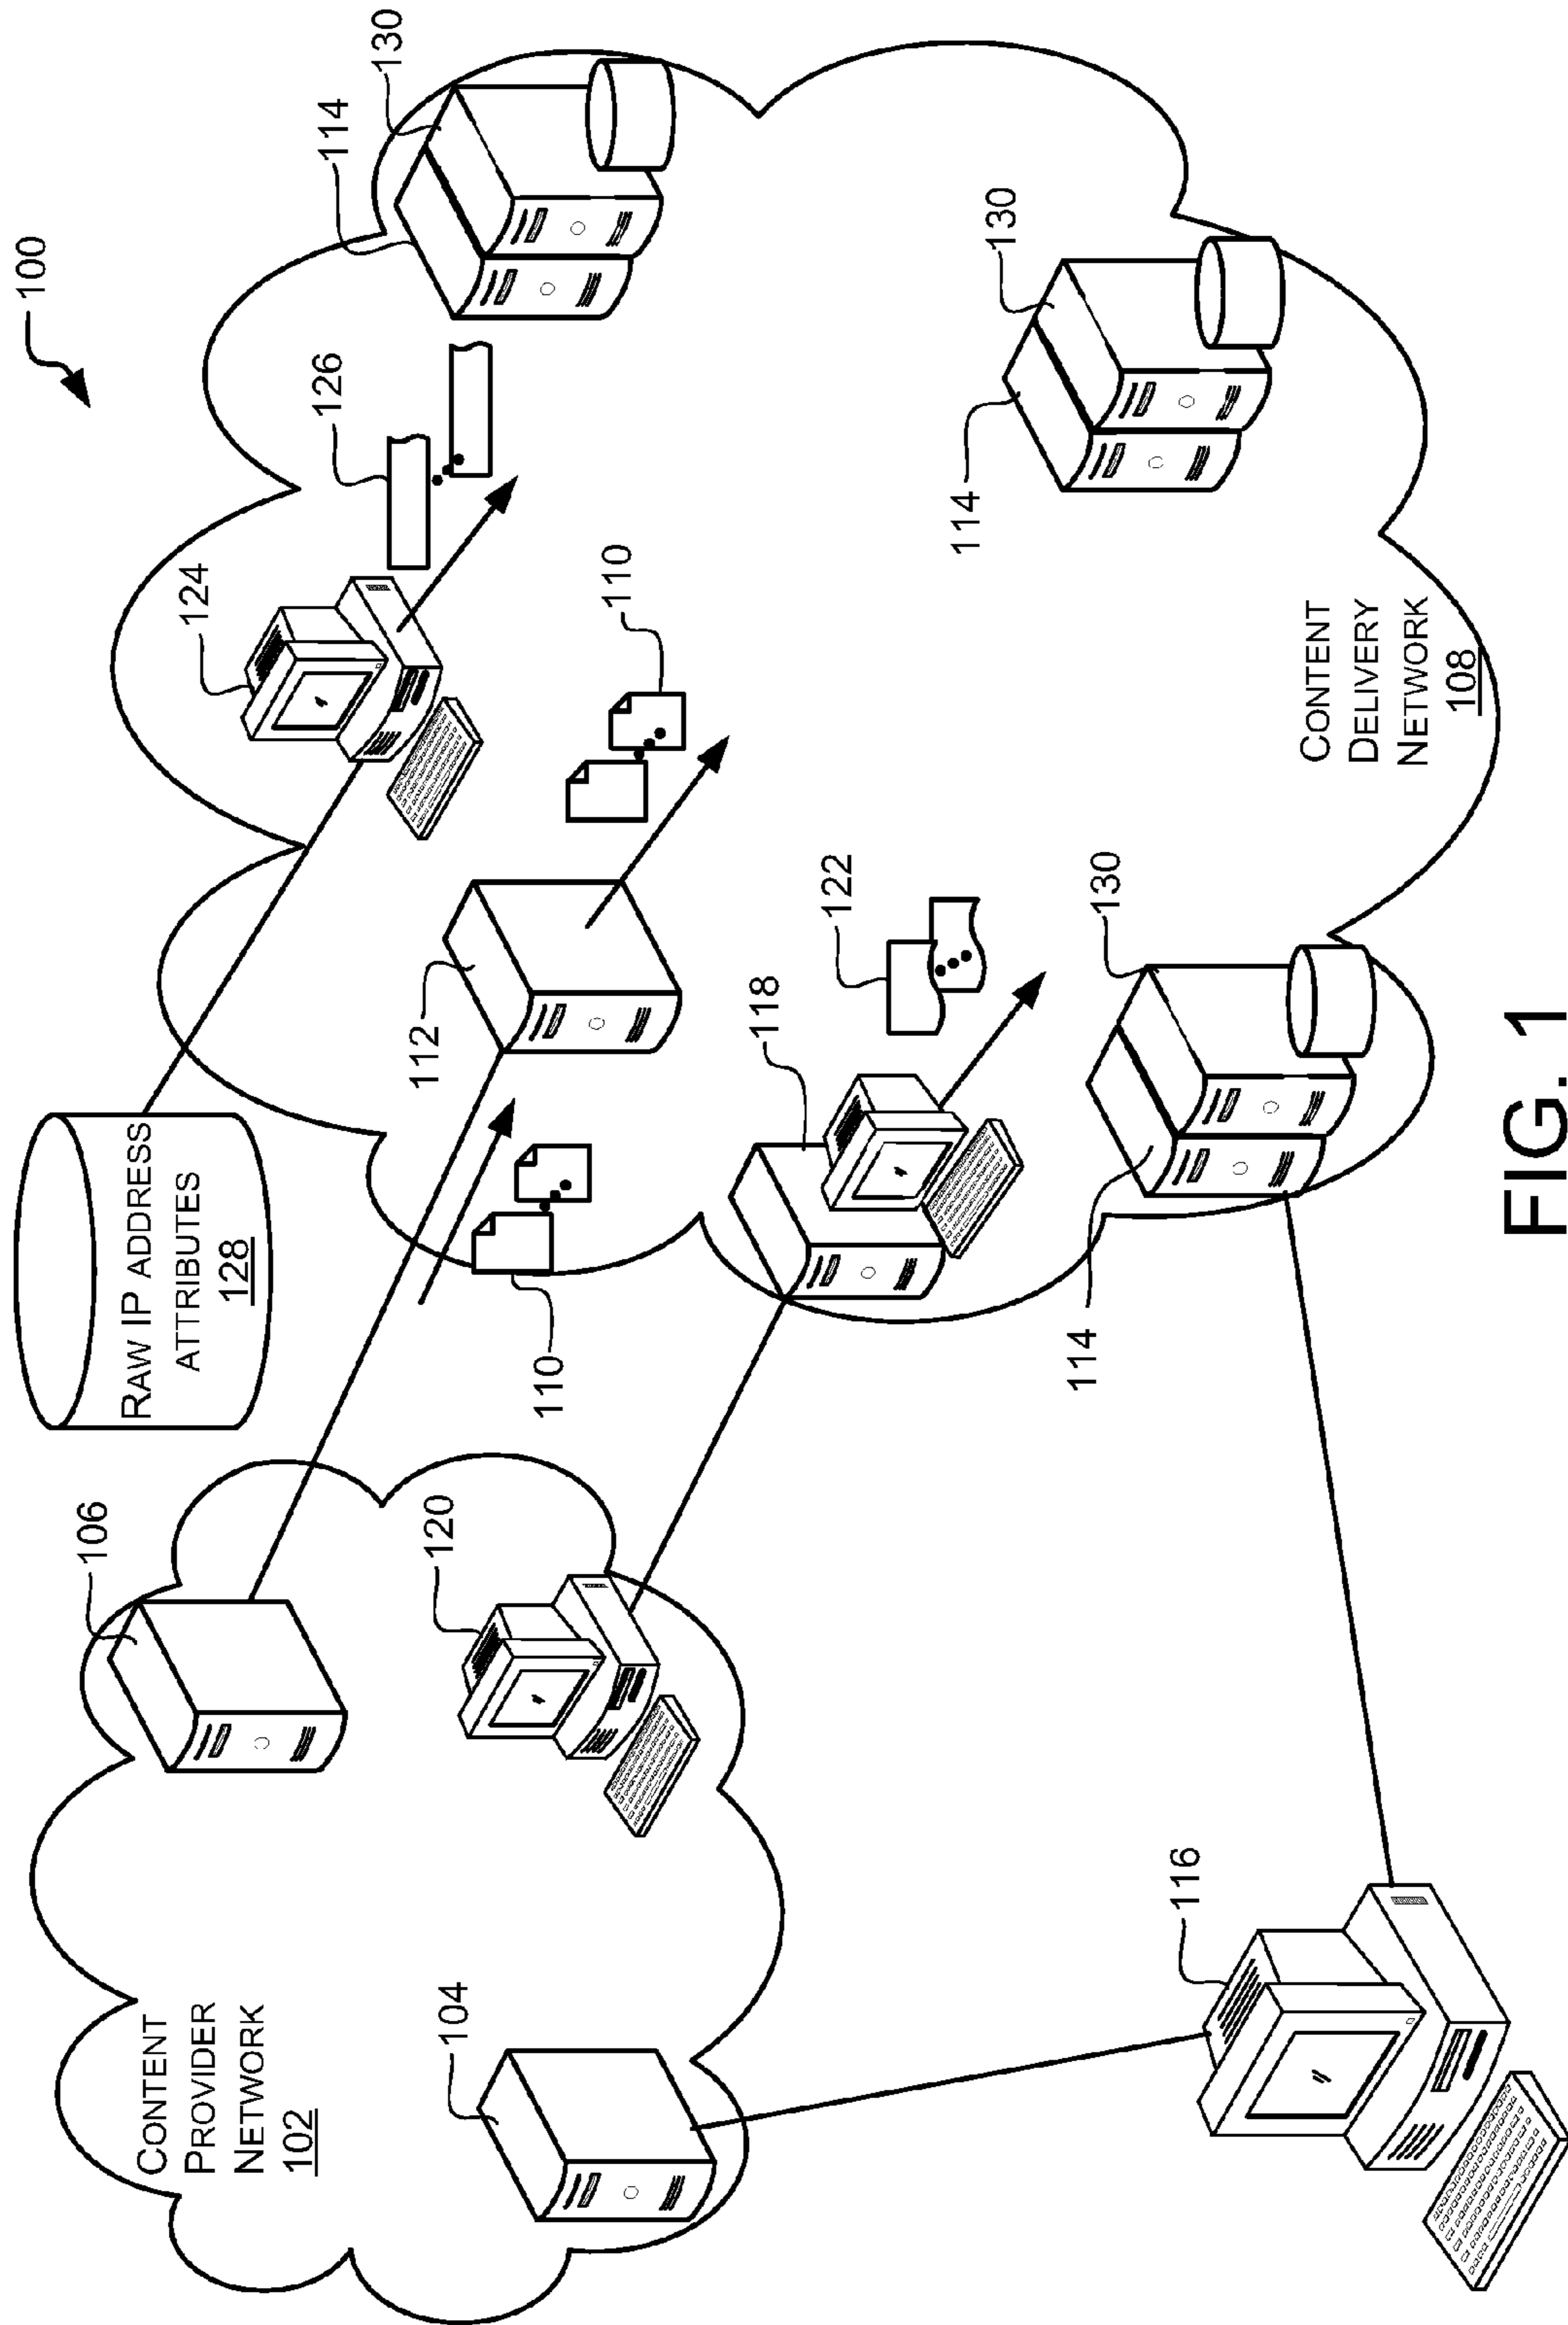 100
RAW IP ADDRESS
ATTRIBUTES
128
CONTENT
PROVIDER
NETWORK
102
106
120
104
116
110
112
110
124
126
114
130
118
122
114
130
114
130
CONTENT
DELIVERY
NETWORK
108
FIG. 1